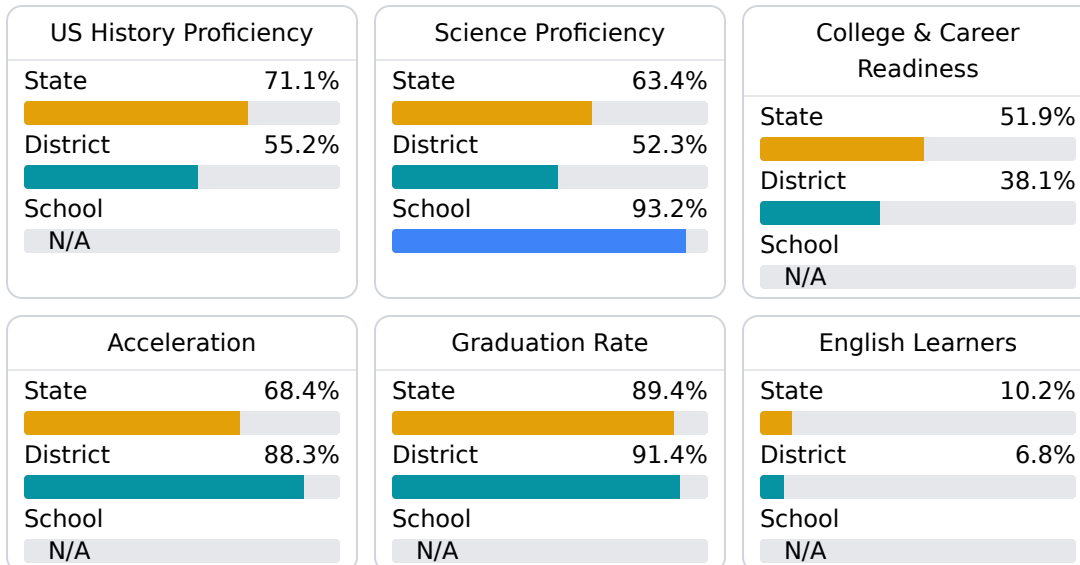 US History Proficiency
State 71.1%
District 55.2%
School
N/A
Science Proficiency
State 63.4%
District 52.3%
School 93.2%
College & Career
Readiness
State 51.9%
District 38.1%
School
N/A
Acceleration
State 68.4%
District 88.3%
School
N/A
Graduation Rate
State 89.4%
District 91.4%
School
N/A
English Learners
State 10.2%
District 6.8%
School
N/A